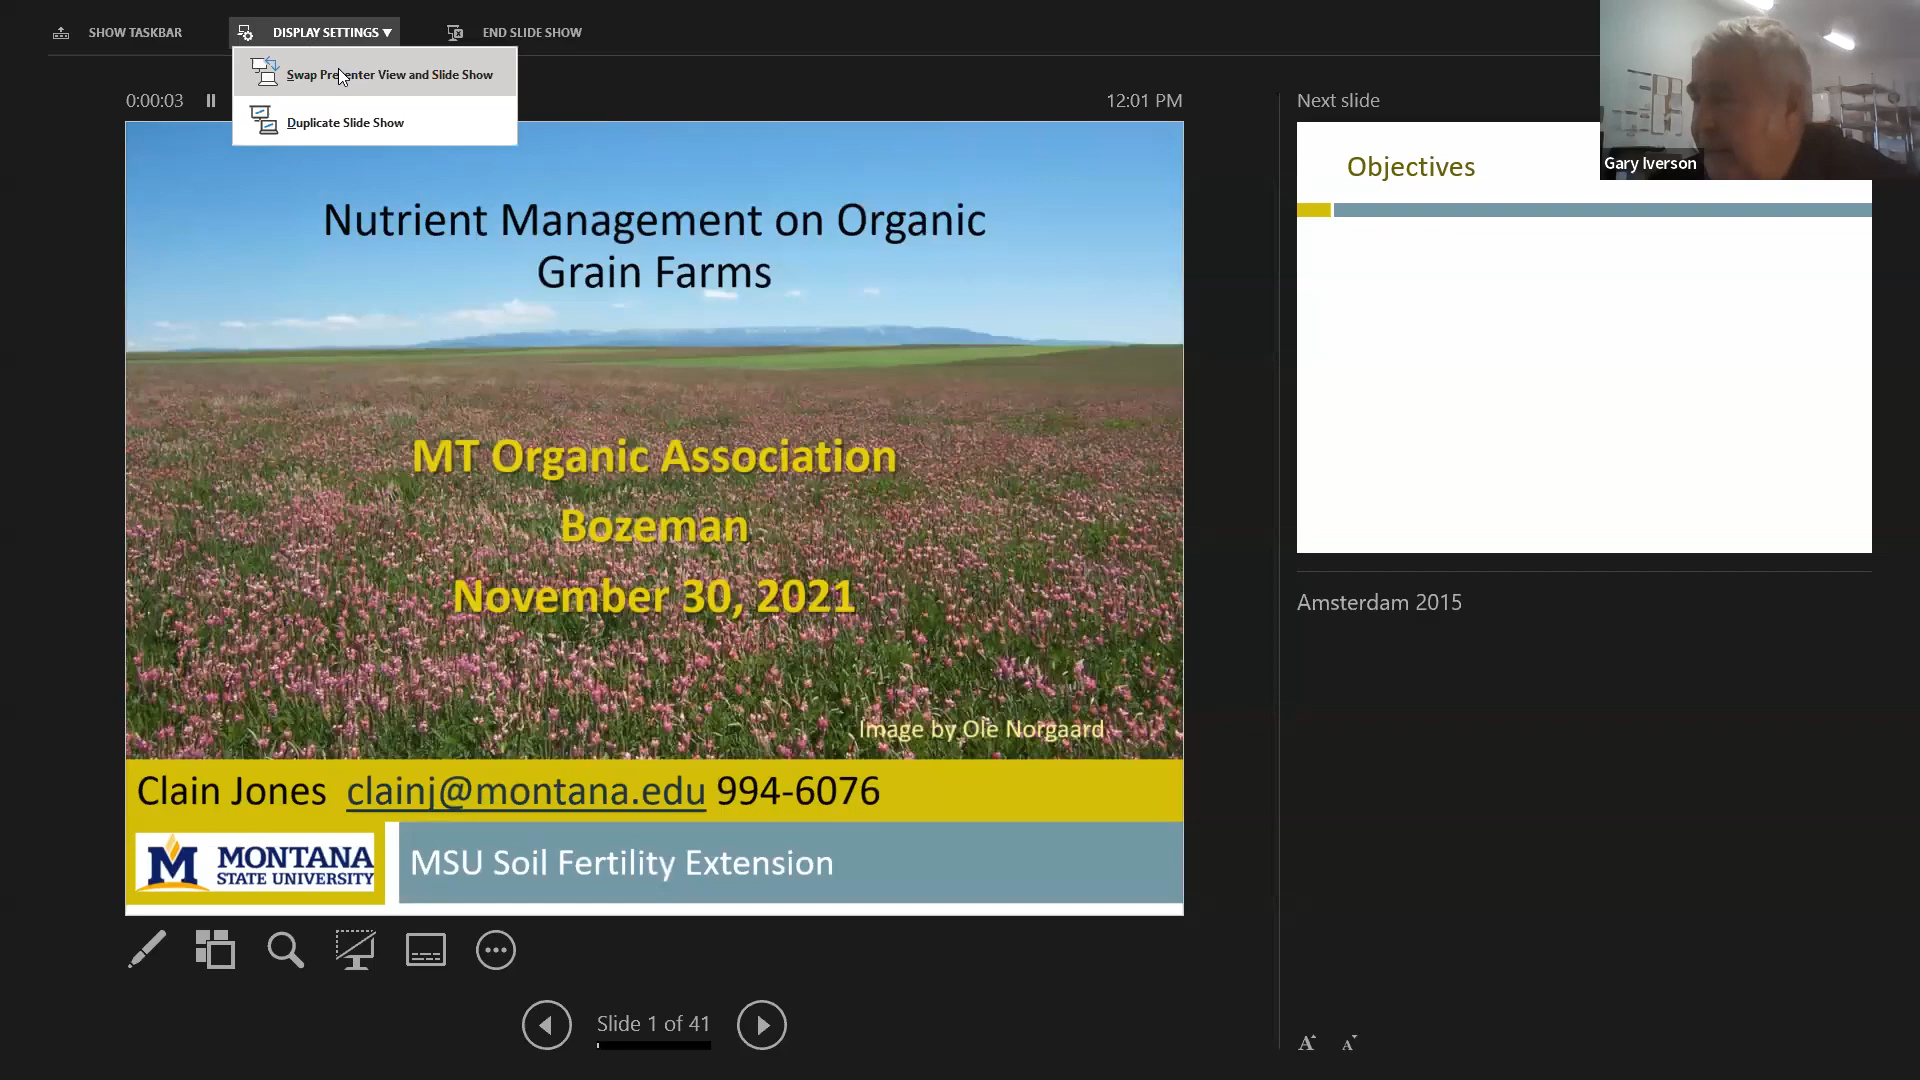 SHOW TASKBAR
DISPLAY SETTINGS ▼
END SLIDE SHOW
Swap Presenter View and Slide Show
Duplicate Slide Show
0:00:03
12:01 PM
Nutrient Management on Organic
Grain Farms
MT Organic Association
Bozeman
November 30, 2021
Image by Ole Norgaard
Clain Jones clainj@montana.edu 994-6076
M MONTANA
STATE UNIVERSITY
MSU Soil Fertility Extension
Slide 1 of 41
Next slide
Gary Iverson
Objectives
Amsterdam 2015
A A